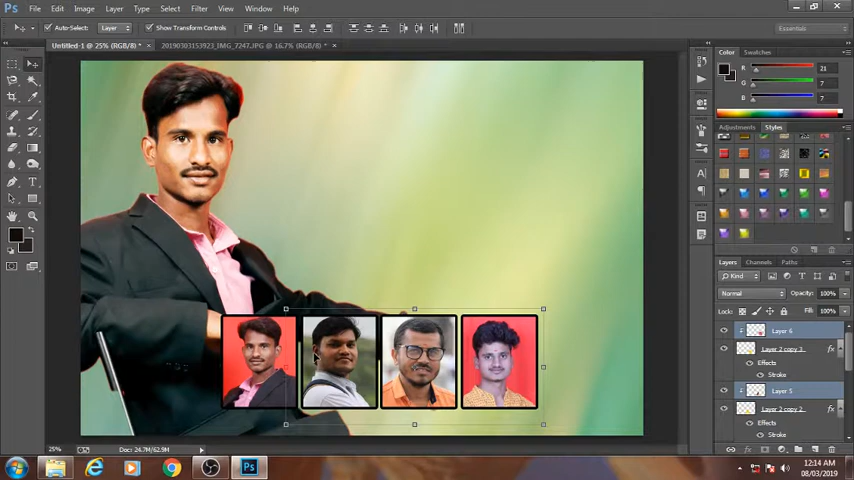 Ps File Edit Image Layer Type Select Filter View Window Help
Auto-Select: Layer Show Transform Controls Essentials
Untitled-1 @ 25% (RGB/8) * × 20190303153923_IMG_7247.JPG @ 16.7% (RGB/8) * ×
Color Swatches
R 21
G 7
B 7
Adjustments Styles
Layers Channels Paths
Kind
Normal Opacity: 100%
Lock: Fill: 100%
Layer 6
Layer 2 copy 3 fx
Effects
Stroke
Layer 5
Layer 2 copy 2 fx
Effects
Stroke
25% Doc: 24.7M/62.9M
Ps
12:14 AM
08/03/2019